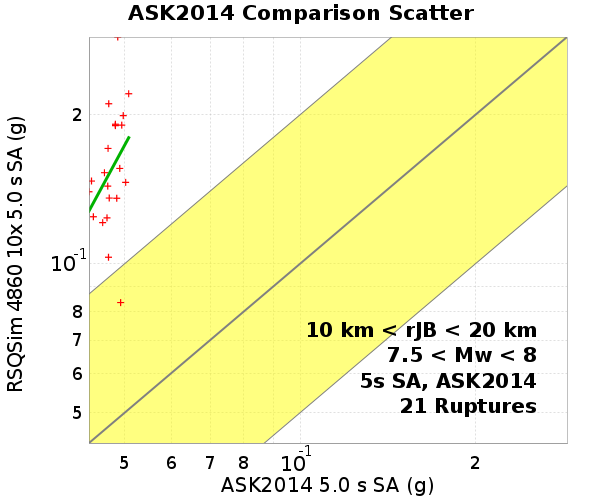 ASK2014 Comparison Scatter
RSQSim 4860 10x 5.0 s SA (g)
2
10-1
8
7
6
5
10 km < rJB < 20 km
7.5 < Mw < 8
5s SA, ASK2014
21 Ruptures
5 6 7 8 10-1 2
ASK2014 5.0 s SA (g)